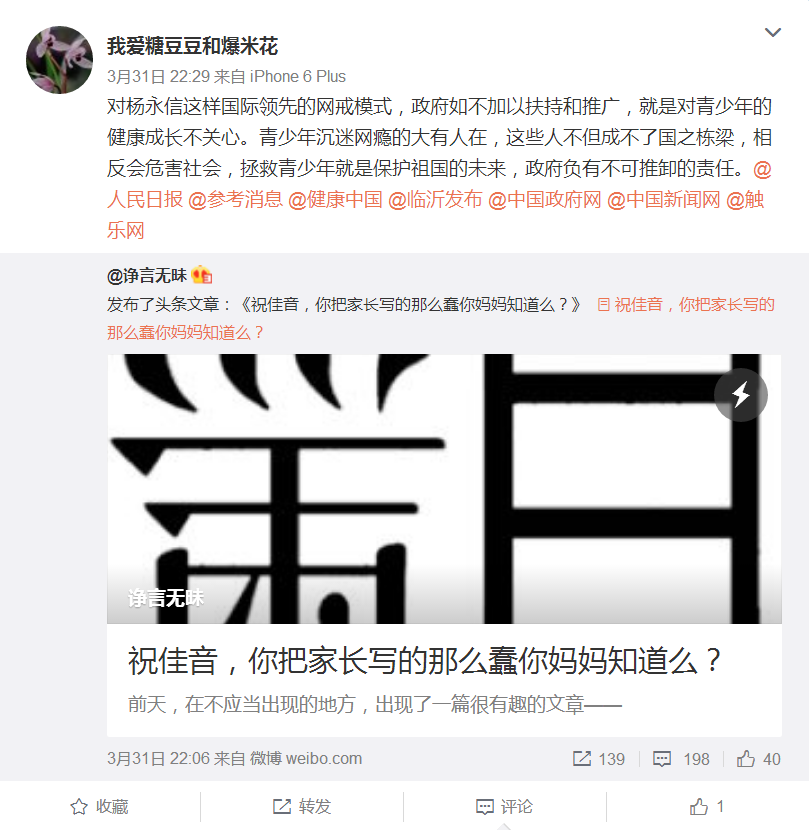 我爱糖豆豆和爆米花
3月31日 22:29 来自 iPhone 6 Plus
对杨永信这样国际领先的网戒模式，政府如不加以扶持和推广，就是对青少年的
健康成长不关心。青少年沉迷网瘾的大有人在，这些人不但成不了国之栋梁，相
反会危害社会，拯救青少年就是保护祖国的未来，政府负有不可推卸的责任。@
人民日报 @参考消息 @健康中国 @临沂发布 @中国政府网 @中国新闻网 @触
乐网
@诤言无昧
发布了头条文章：《祝佳音，你把家长写的那么蠢你妈妈知道么？》 祝佳音，你把家长写的
那么蠢你妈妈知道么？
诤言无昧
祝佳音，你把家长写的那么蠢你妈妈知道么？
前天，在不应当出现的地方，出现了一篇很有趣的文章——
3月31日 22:06 来自 微博 weibo.com 139 198 40
收藏 转发 评论 1